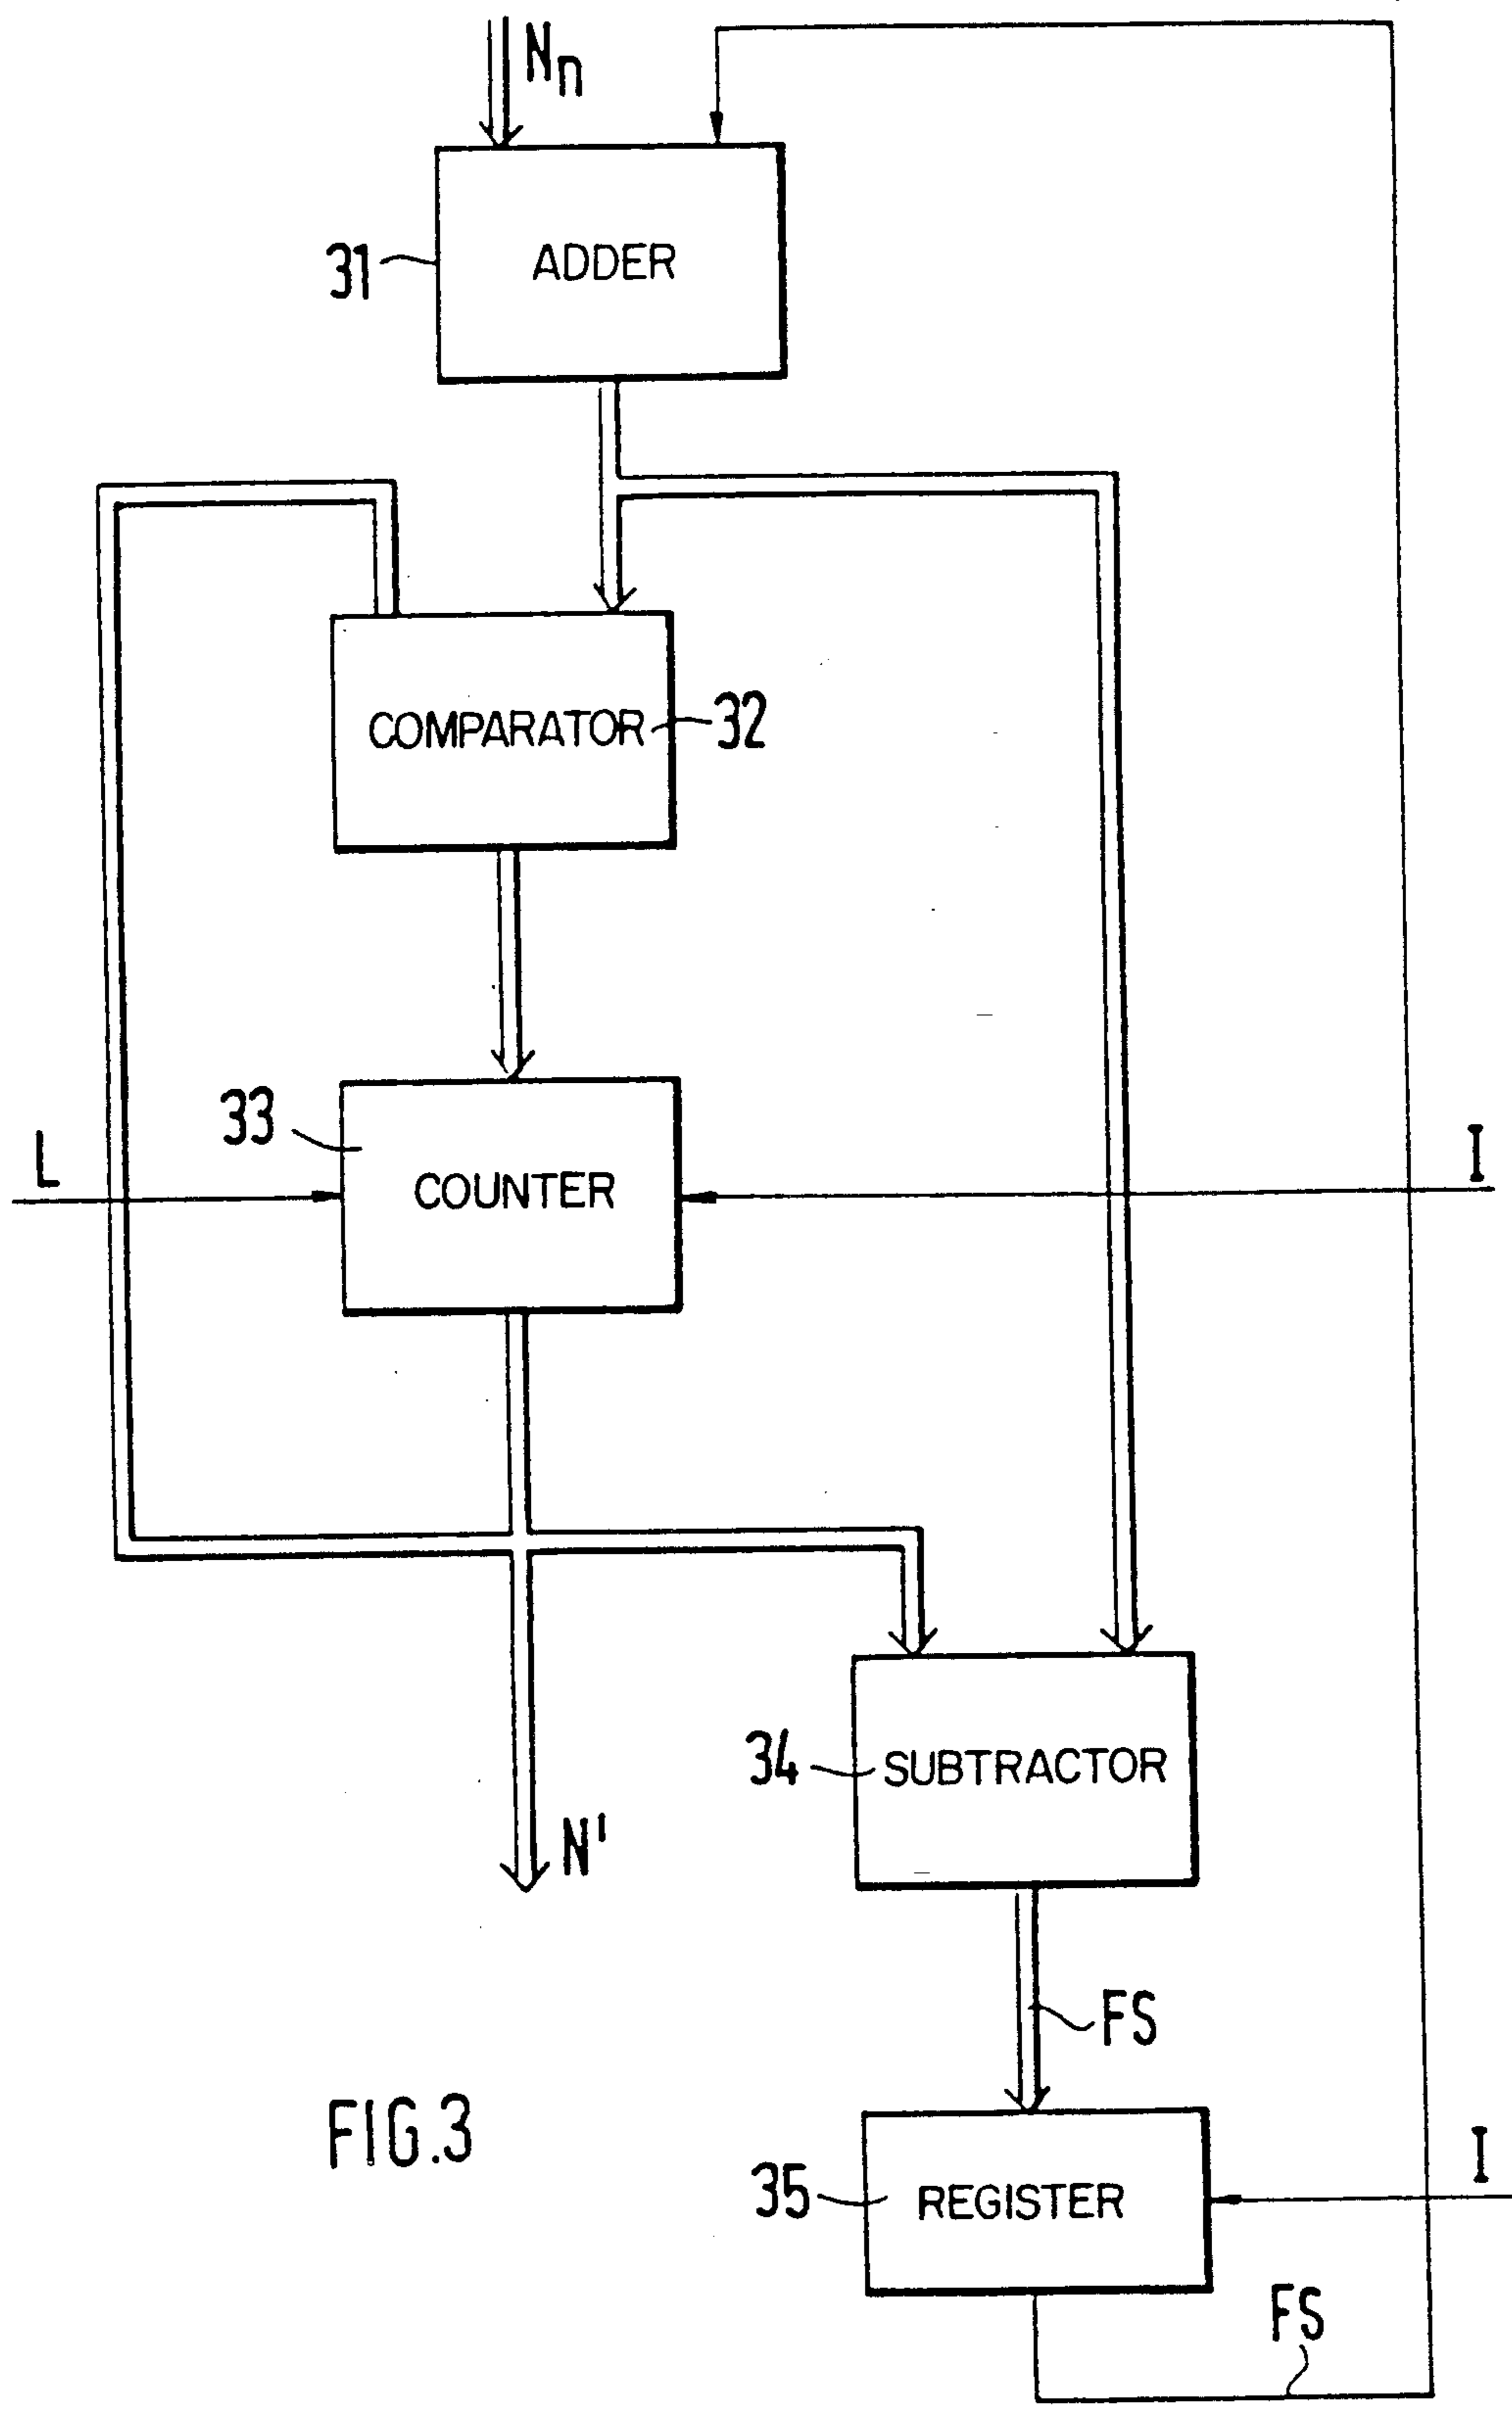 Nn
31
ADDER
COMPARATOR
32
33
L
COUNTER
I
34
SUBTRACTOR
N'
FS
FIG.3
35
REGISTER
I
FS